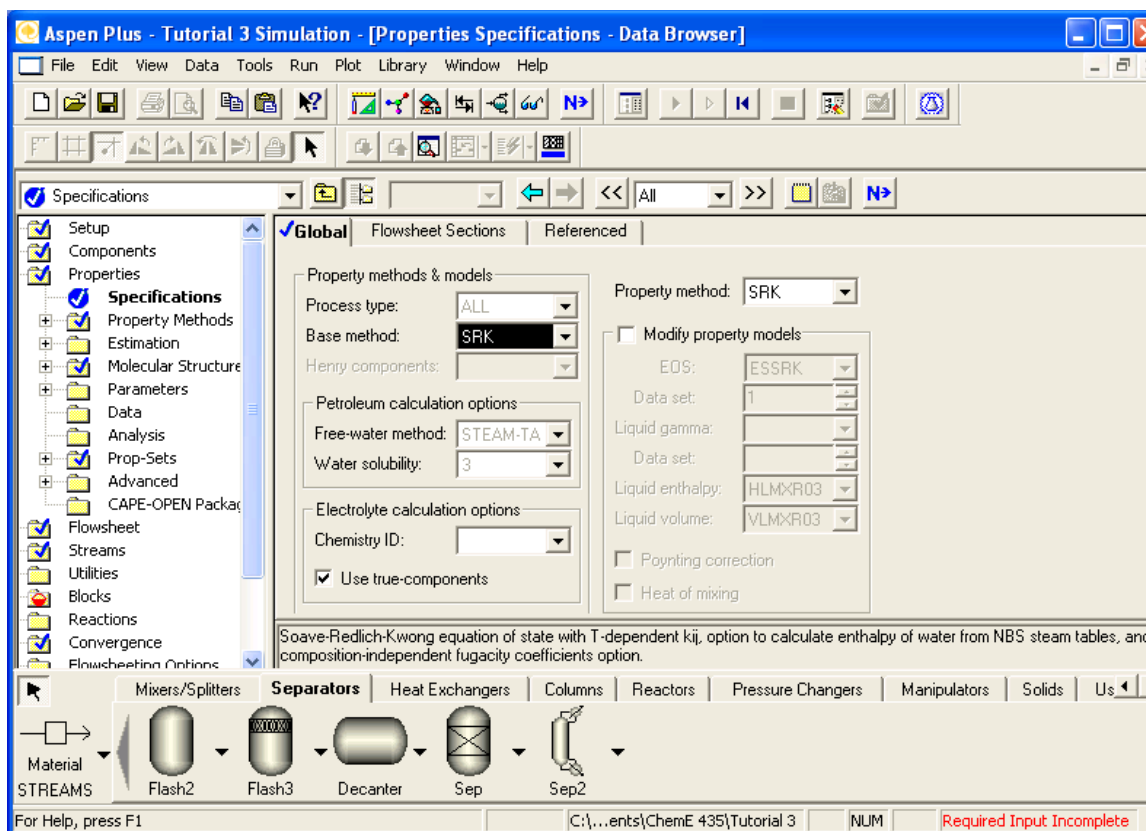 Aspen Plus - Tutorial 3 Simulation - [Properties Specifications - Data Browser]
File Edit View Data Tools Run Plot Library Window Help
N>
Specifications
All
<< >>
N>
Setup
Components
Properties
Specifications
Property Methods
Estimation
Molecular Structure
Parameters
Data
Analysis
Prop-Sets
Advanced
CAPE-OPEN Packag
Flowsheet
Streams
Utilities
Blocks
Reactions
Convergence
Flowsheeting Options
Global Flowsheet Sections Referenced
Property methods & models
Process type: ALL
Base method: SRK
Henry components:
Petroleum calculation options
Free-water method: STEAM-TA
Water solubility: 3
Electrolyte calculation options
Chemistry ID:
Use true-components
Property method: SRK
Modify property models
EOS: ESSRK
Data set: 1
Liquid gamma:
Data set:
Liquid enthalpy: HLMXR03
Liquid volume: VLMXR03
Poynting correction
Heat of mixing
Soave-Redlich-Kwong equation of state with T-dependent kij, option to calculate enthalpy of water from NBS steam tables, and
composition-independent fugacity coefficients option.
Mixers/Splitters Separators Heat Exchangers Columns Reactors Pressure Changers Manipulators Solids Us
Material
STREAMS Flash2 Flash3 Decanter Sep Sep2
For Help, press F1 C:\...ents\ChemE 435\Tutorial 3 NUM Required Input Incomplete